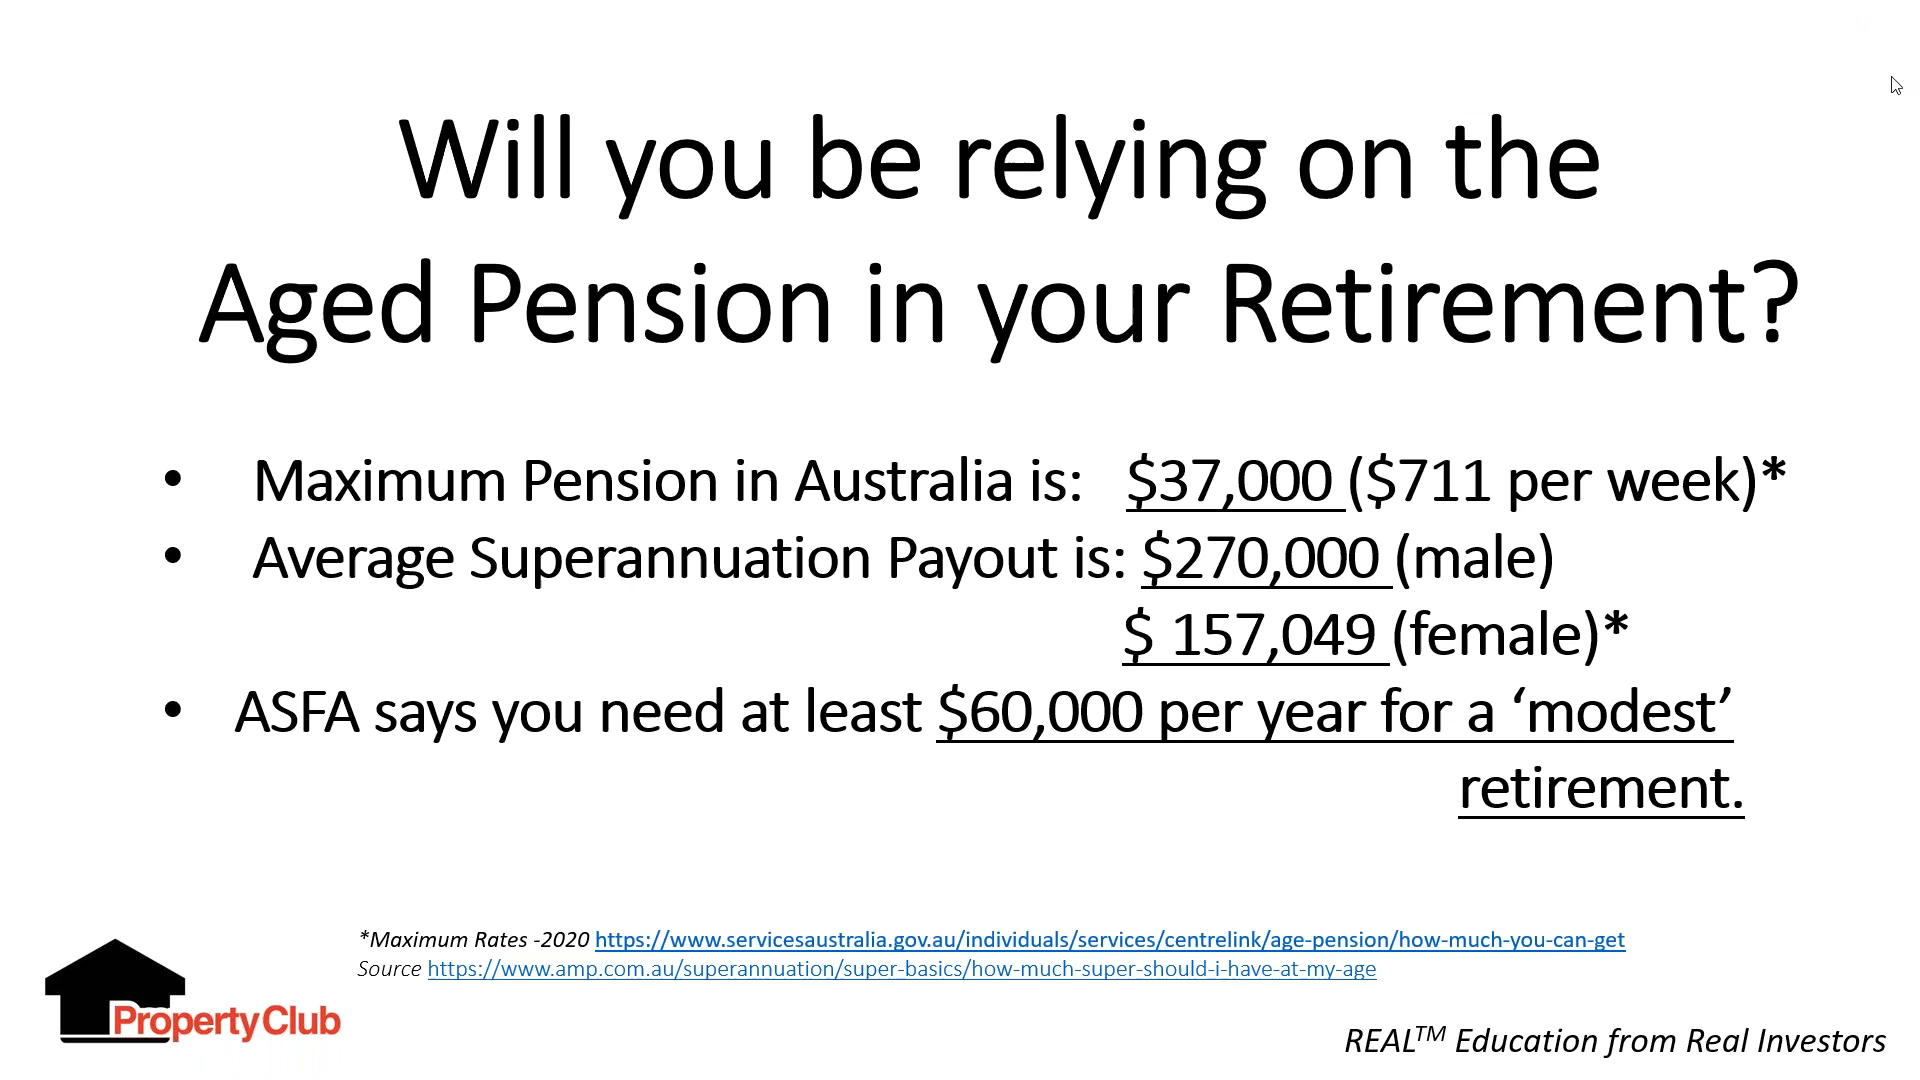 Will you be relying on the
Aged Pension in your Retirement?
• Maximum Pension in Australia is: $37,000 ($711 per week)*
• Average Superannuation Payout is: $270,000 (male)
$ 157,049 (female)*
• ASFA says you need at least $60,000 per year for a ‘modest’
retirement.
*Maximum Rates -2020 https://www.servicesaustralia.gov.au/individuals/services/centrelink/age-pension/how-much-you-can-get
Source https://www.amp.com.au/superannuation/super-basics/how-much-super-should-i-have-at-my-age
PropertyClub
REAL™ Education from Real Investors